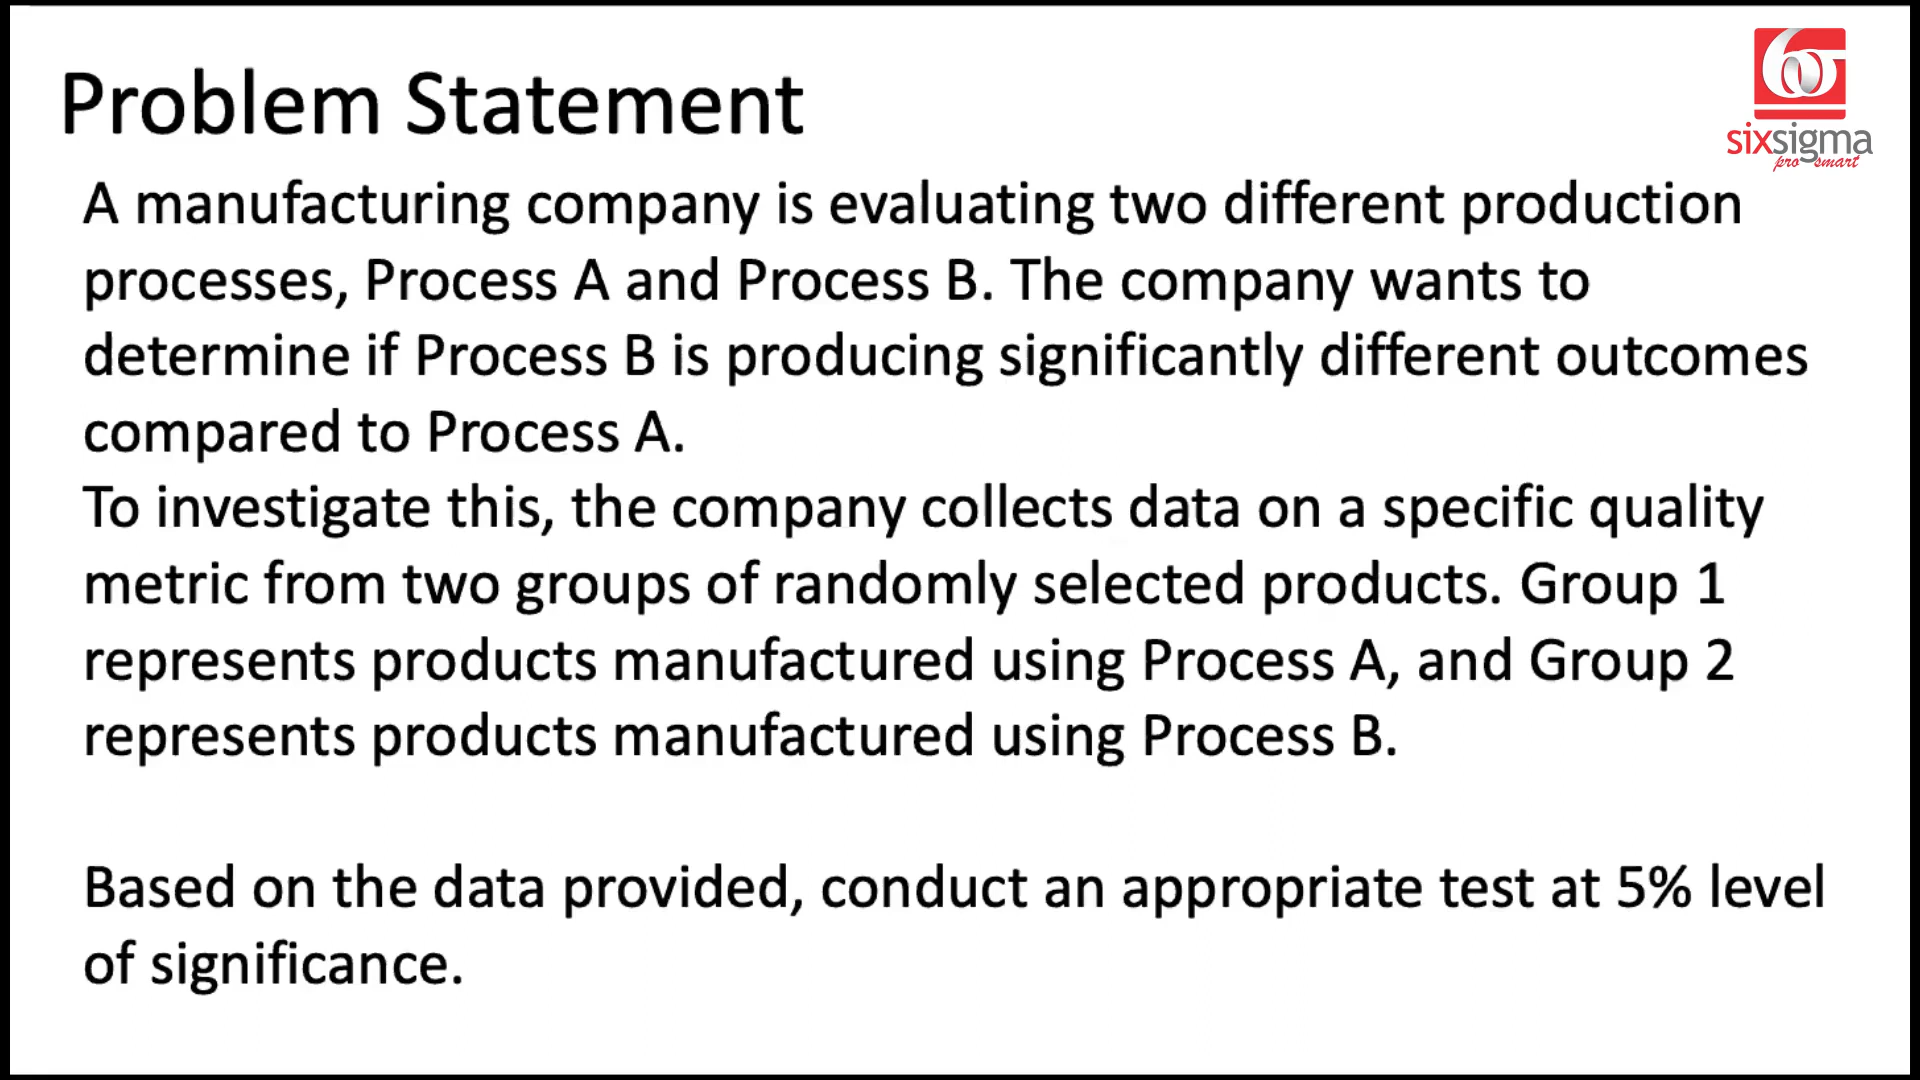 Problem Statement
sixsigma
pro smart
A manufacturing company is evaluating two different production
processes, Process A and Process B. The company wants to
determine if Process B is producing significantly different outcomes
compared to Process A.
To investigate this, the company collects data on a specific quality
metric from two groups of randomly selected products. Group 1
represents products manufactured using Process A, and Group 2
represents products manufactured using Process B.
Based on the data provided, conduct an appropriate test at 5% level
of significance.